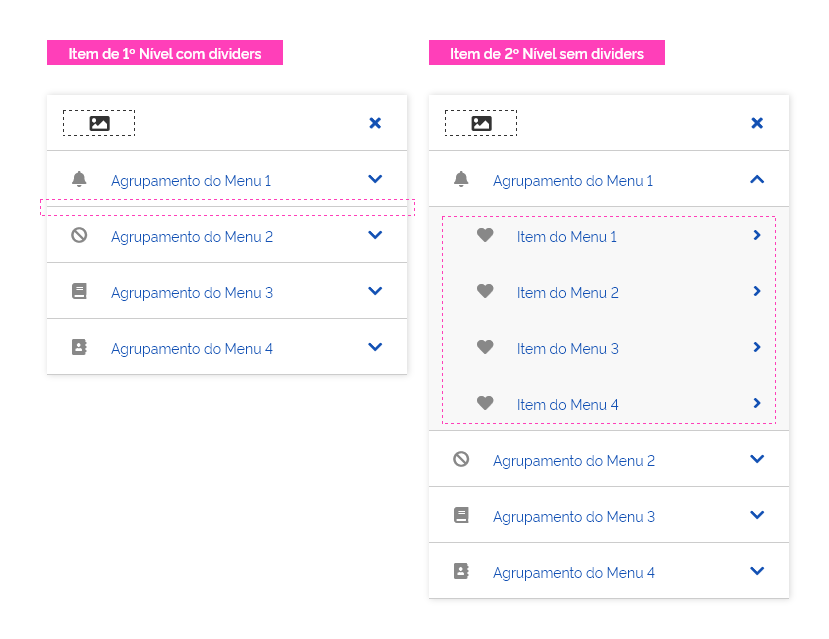 Item de 1º Nível com dividers
Agrupamento do Menu 1
Agrupamento do Menu 2
Agrupamento do Menu 3
Agrupamento do Menu 4
Item de 2º Nível sem dividers
Agrupamento do Menu 1
Item do Menu 1
Item do Menu 2
Item do Menu 3
Item do Menu 4
Agrupamento do Menu 2
Agrupamento do Menu 3
Agrupamento do Menu 4